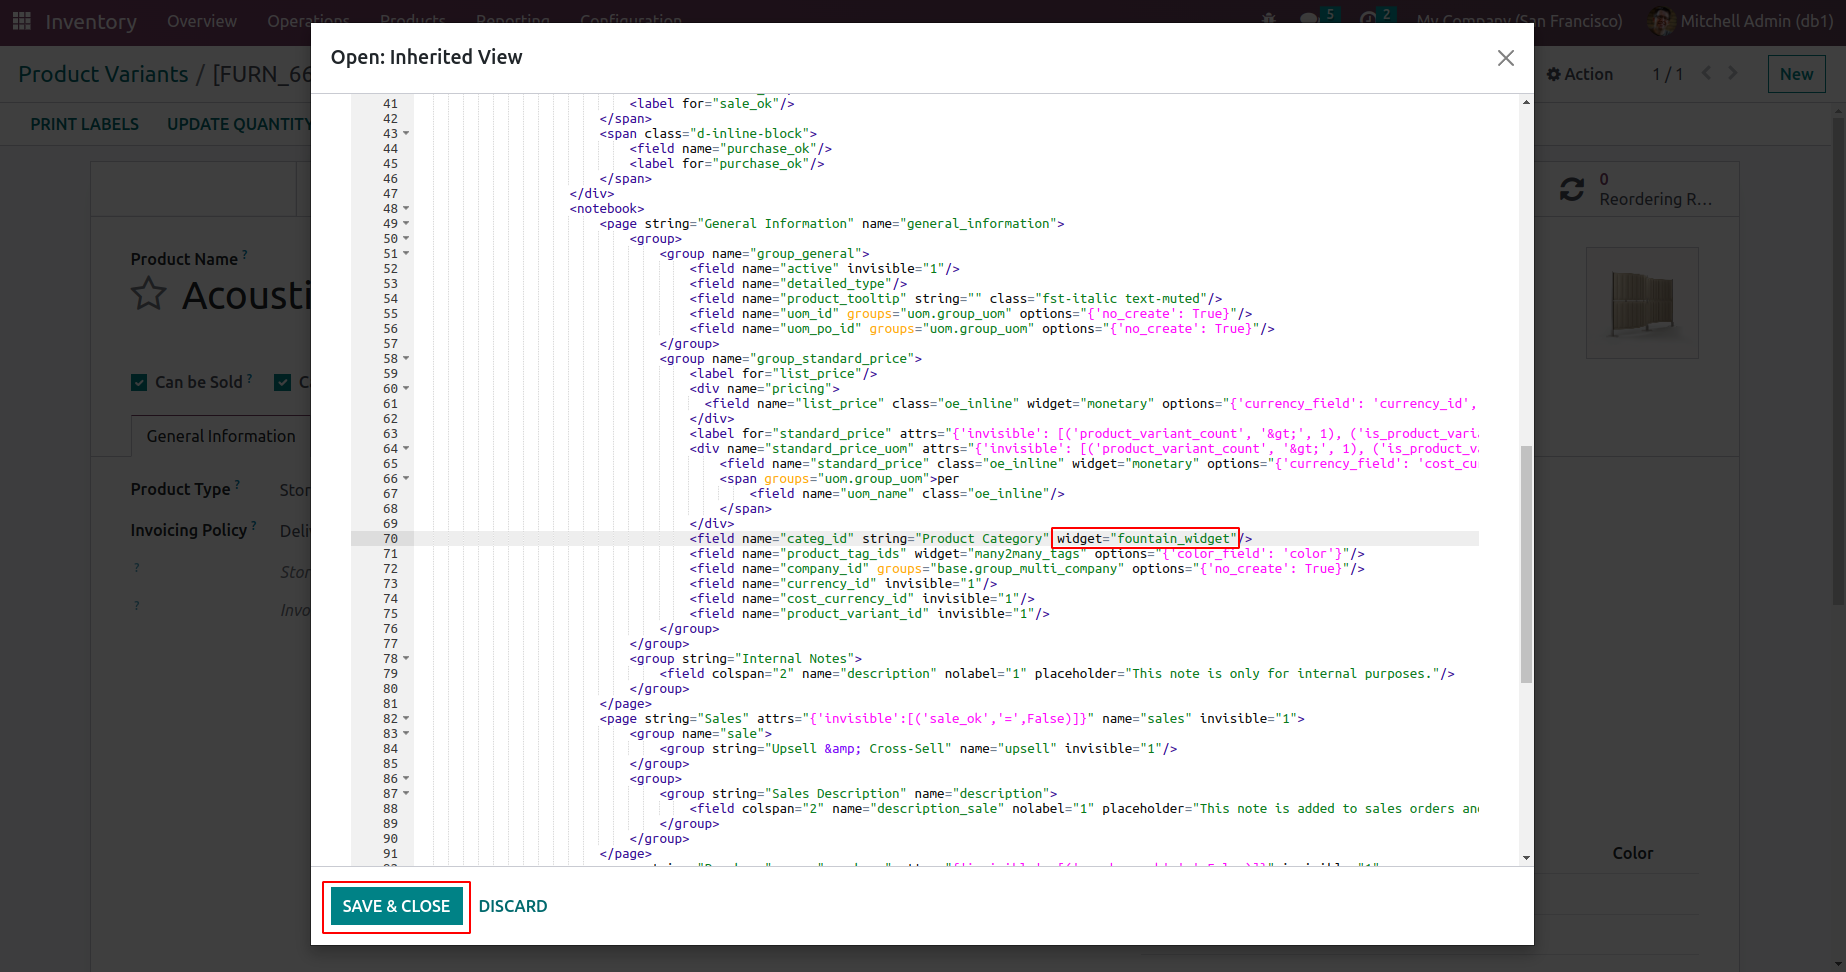 Inventory Overview Operations Products Reporting Configuration 5 2 My Company (San Francisco) Mitchell Admin (db1)
Open: Inherited View
Product Variants / [FURN_66
Action 1 / 1 New
PRINT LABELS UPDATE QUANTITY
0
Reordering R...
Product Name ?
Acousti
Can be Sold ? C
General Information
Product Type ? Stor
Invoicing Policy ? Deli
? Stor
? Invo
Color
41 <label for="sale_ok"/>
42 </span>
43 <span class="d-inline-block">
44 <field name="purchase_ok"/>
45 <label for="purchase_ok"/>
46 </span>
47 </div>
48 <notebook>
49 <page string="General Information" name="general_information">
50 <group>
51 <group name="group_general">
52 <field name="active" invisible="1"/>
53 <field name="detailed_type"/>
54 <field name="product_tooltip" string="" class="fst-italic text-muted"/>
55 <field name="uom_id" groups="uom.group_uom" options="{'no_create': True}"/>
56 <field name="uom_po_id" groups="uom.group_uom" options="{'no_create': True}"/>
57 </group>
58 <group name="group_standard_price">
59 <label for="list_price"/>
60 <div name="pricing">
61 <field name="list_price" class="oe_inline" widget="monetary" options="{'currency_field': 'currency_id',
62 </div>
63 <label for="standard_price" attrs="{'invisible': [('product_variant_count', '&gt;', 1), ('is_product_vari
64 <div name="standard_price_uom" attrs="{'invisible': [('product_variant_count', '&gt;', 1), ('is_product_v
65 <field name="standard_price" class="oe_inline" widget="monetary" options="{'currency_field': 'cost_cu
66 <span groups="uom.group_uom">per
67 <field name="uom_name" class="oe_inline"/>
68 </span>
69 </div>
70 <field name="categ_id" string="Product Category" widget="fountain_widget"/>
71 <field name="product_tag_ids" widget="many2many_tags" options="{'color_field': 'color'}"/>
72 <field name="company_id" groups="base.group_multi_company" options="{'no_create': True}"/>
73 <field name="currency_id" invisible="1"/>
74 <field name="cost_currency_id" invisible="1"/>
75 <field name="product_variant_id" invisible="1"/>
76 </group>
77 </group>
78 <group string="Internal Notes">
79 <field colspan="2" name="description" nolabel="1" placeholder="This note is only for internal purposes."/>
80 </group>
81 </page>
82 <page string="Sales" attrs="{'invisible':[('sale_ok','=',False)]}" name="sales" invisible="1">
83 <group name="sale">
84 <group string="Upsell &amp; Cross-Sell" name="upsell" invisible="1"/>
85 </group>
86 <group>
87 <group string="Sales Description" name="description">
88 <field colspan="2" name="description_sale" nolabel="1" placeholder="This note is added to sales orders an
89 </group>
90 </group>
91 </page>
SAVE & CLOSE DISCARD